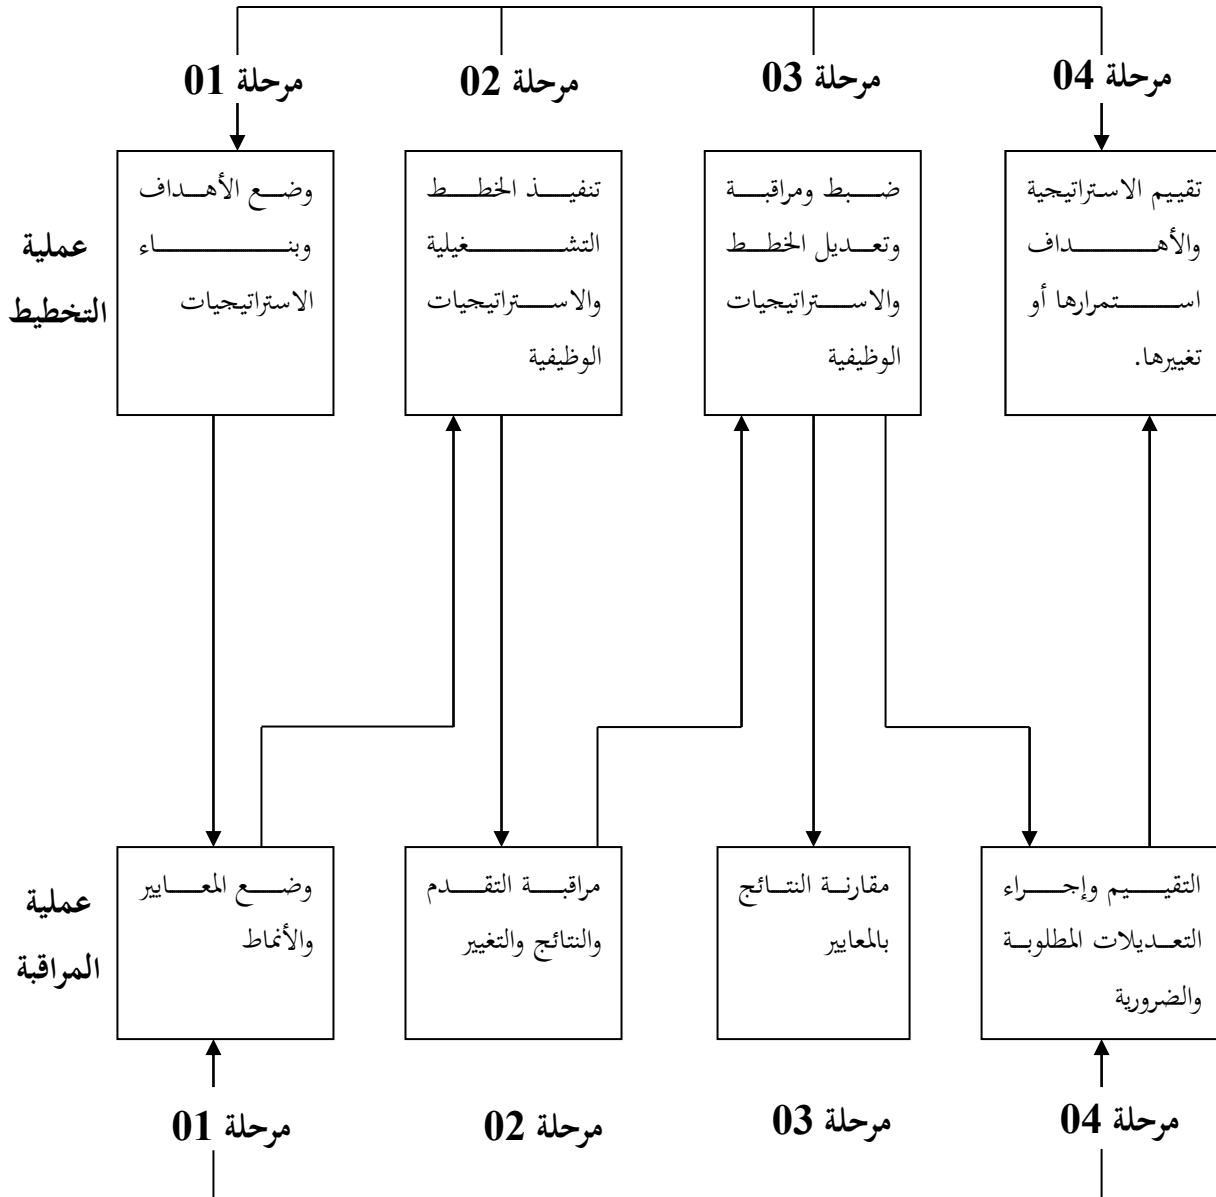 مرحلة 01
مرحلة 02
مرحلة 03
مرحلة 04
عملية
التخطيط
وضع الأهداف
وبناء
الاستراتيجيات
تنفيذ الخطط
التشغيلية
والاستراتيجيات
الوظيفية
ضبط ومراقبة
وتعديل الخطط
والاستراتيجيات
الوظيفية
تقييم الاستراتيجية
والأهداف
استمرارها أو
تغييرها.
عملية
المراقبة
وضع المعايير
والأنماط
مراقبة التقدم
والنتائج والتغيير
مقارنة النتائج
بالمعايير
التقييم وإجراء
التعديلات المطلوبة
والضرورية
مرحلة 01
مرحلة 02
مرحلة 03
مرحلة 04